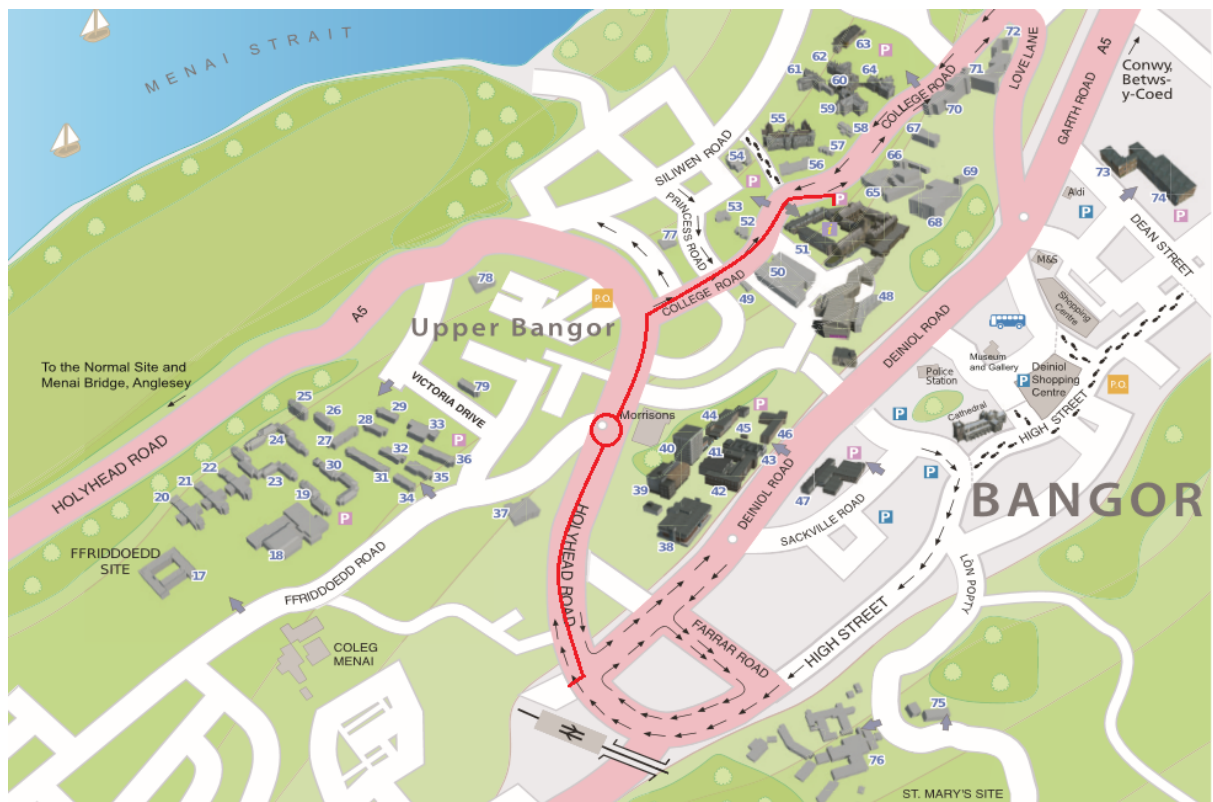 MENAI STRAIT
63
P
72
62
61
60
64
71
LOVE LANE
A5
GARTH ROAD
Conwy,
Betws-
y-Coed
COLLEGE ROAD
59
70
55
58
67
57
56
54
SILIWEN ROAD
66
65
69
73
74
Aldi
P
P
P
P
53
52
PRINCESS ROAD
77
51
i
68
DEAN STREET
78
50
M&S
A5
P.O.
COLLEGE ROAD
49
48
Shopping
Centre
Upper Bangor
DEINIOL ROAD
Museum
and Gallery
Deiniol
Shopping
Centre
P
P.O.
Police
Station
To the Normal Site and
Menai Bridge, Anglesey
VICTORIA DRIVE
79
Morrisons
P
Cathedral
HIGH STREET
25
26
28
29
33
P
44
45
46
P
24
27
32
36
40
41
43
HOLYHEAD ROAD
22
21
20
23
30
31
35
34
19
39
42
47
P
P
BANGOR
37
38
DEINIOL ROAD
SACKVILLE ROAD
P
18
P
FFRIDDOEDD
SITE
17
HOLYHEAD ROAD
FFRIDDOEDD ROAD
LÔN POPTY
COLEG
MENAI
FARRAR ROAD
HIGH STREET
75
76
ST. MARY'S SITE